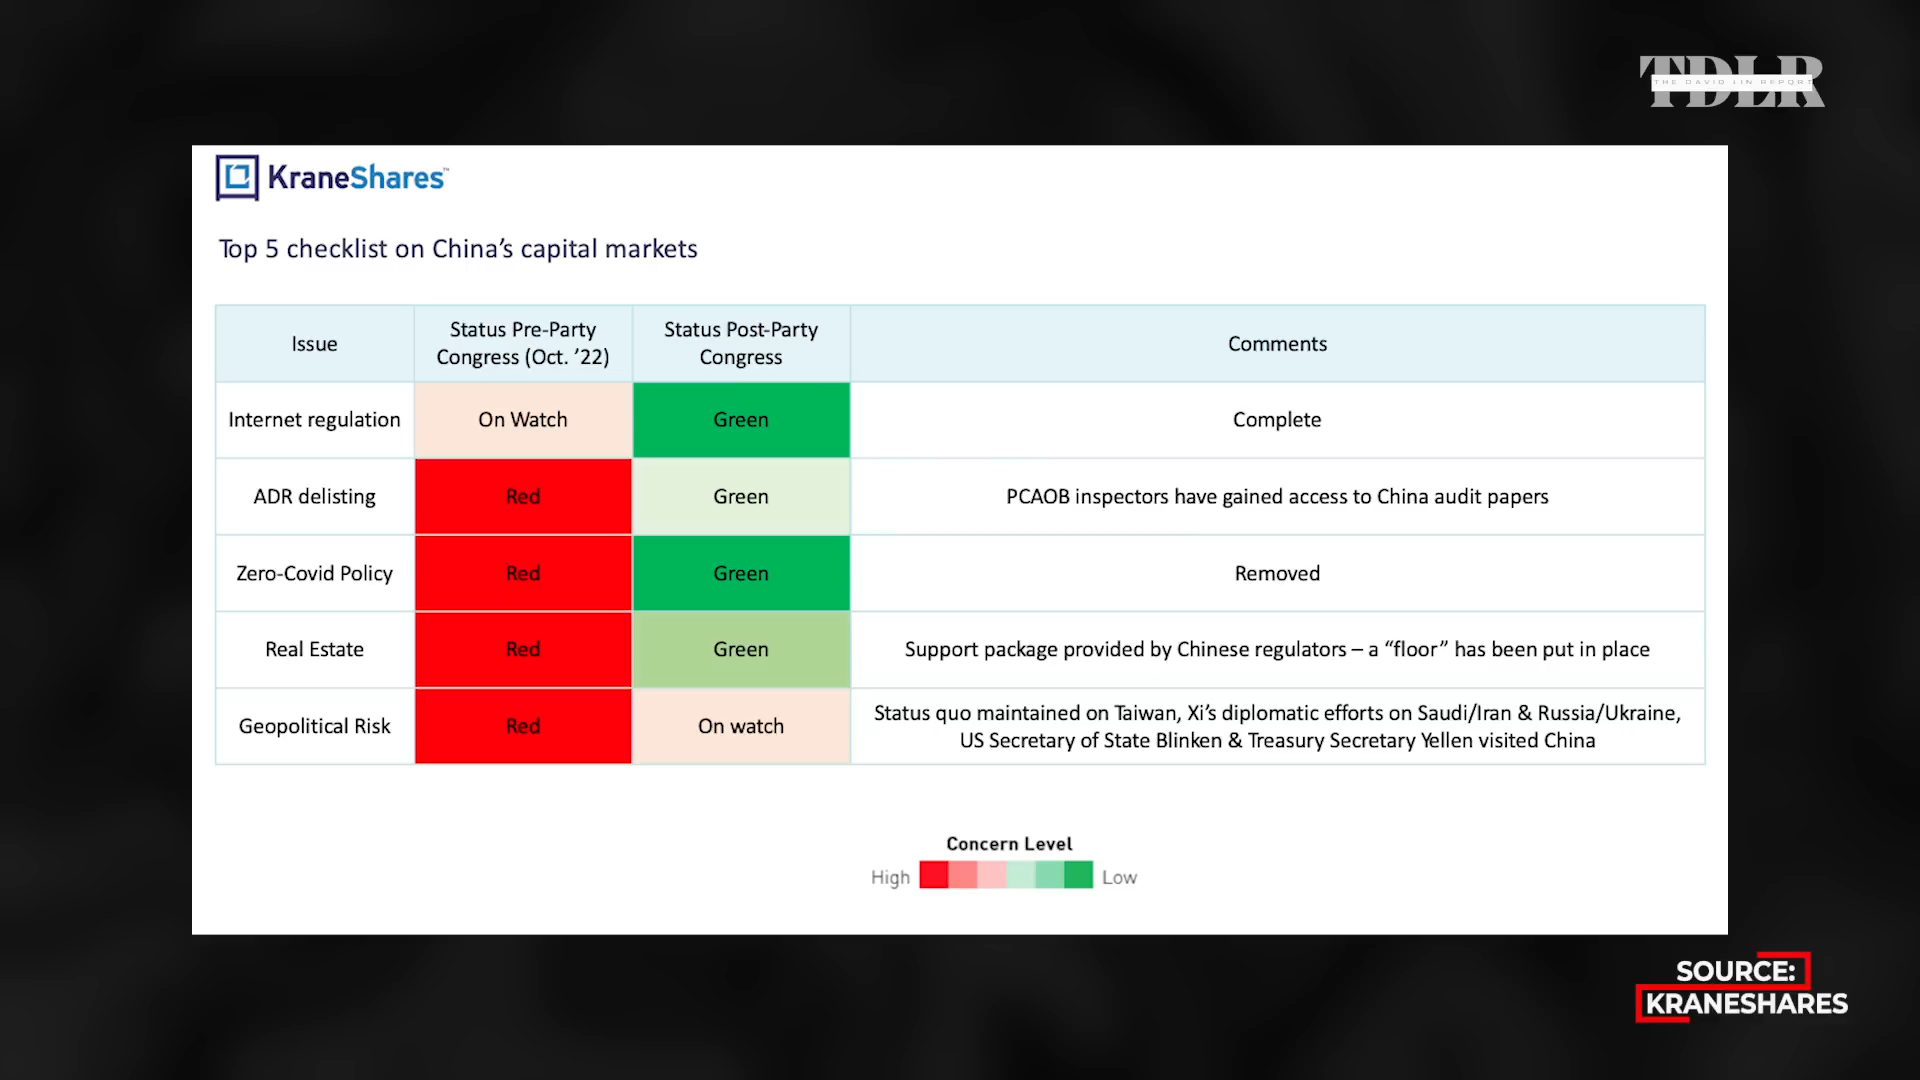 TDLR
THE DAVID LIN REPORT
KraneShares™
Top 5 checklist on China’s capital markets
Issue
Status Pre-Party
Congress (Oct. ’22)
Status Post-Party
Congress
Comments
Internet regulation
On Watch
Green
Complete
ADR delisting
Red
Green
PCAOB inspectors have gained access to China audit papers
Zero-Covid Policy
Red
Green
Removed
Real Estate
Red
Green
Support package provided by Chinese regulators – a “floor” has been put in place
Geopolitical Risk
Red
On watch
Status quo maintained on Taiwan, Xi’s diplomatic efforts on Saudi/Iran & Russia/Ukraine,
US Secretary of State Blinken & Treasury Secretary Yellen visited China
Concern Level
High
Low
SOURCE:
KRANESHARES